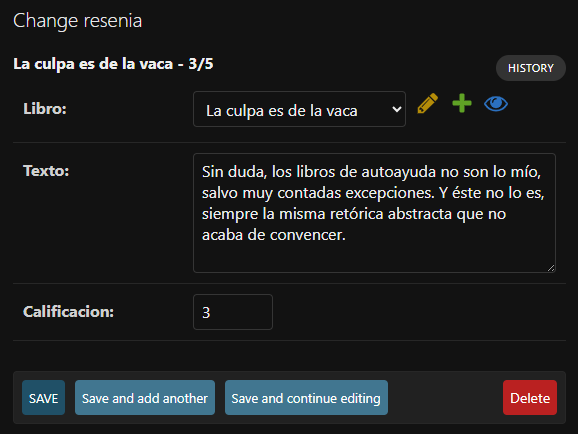 Change resenia
La culpa es de la vaca - 3/5
HISTORY
Libro:
La culpa es de la vaca
Texto:
Sin duda, los libros de autoayuda no son lo mío,
salvo muy contadas excepciones. Y éste no lo es,
siempre la misma retórica abstracta que no
acaba de convencer.
Calificacion:
3
SAVE
Save and add another
Save and continue editing
Delete